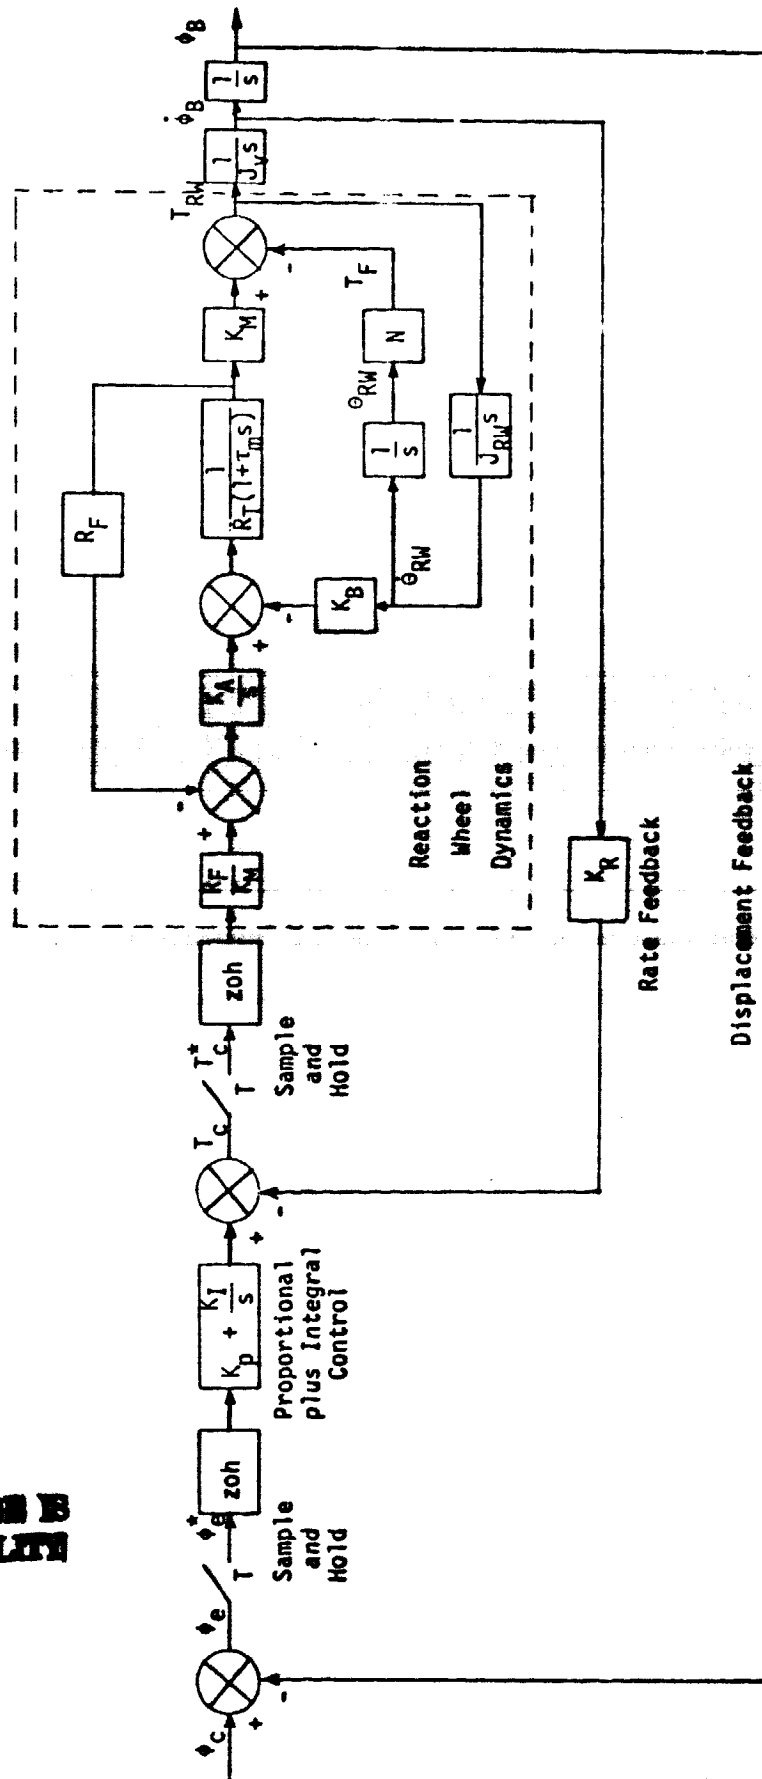 ϕ_C
+
-
ϕ_e
T
ϕ_e*
Sample
and
Hold
zoh
K_p + K_I/s
Proportional
plus Integral
Control
+
-
T_C
T
T_C*
Sample
and
Hold
zoh
R_F/K_M
+
-
K_A/s
+
-
R_F
1/(R_T(1+τ_m s))
K_B
K_M
+
-
T_RW
Θ̇_RW
1/s
Θ_RW
N
T_F
1/(J_RW s)
Reaction
Wheel
Dynamics
1/(J_V s)
ϕ̇_B
1/s
ϕ_B
K_R
Rate Feedback
Displacement Feedback